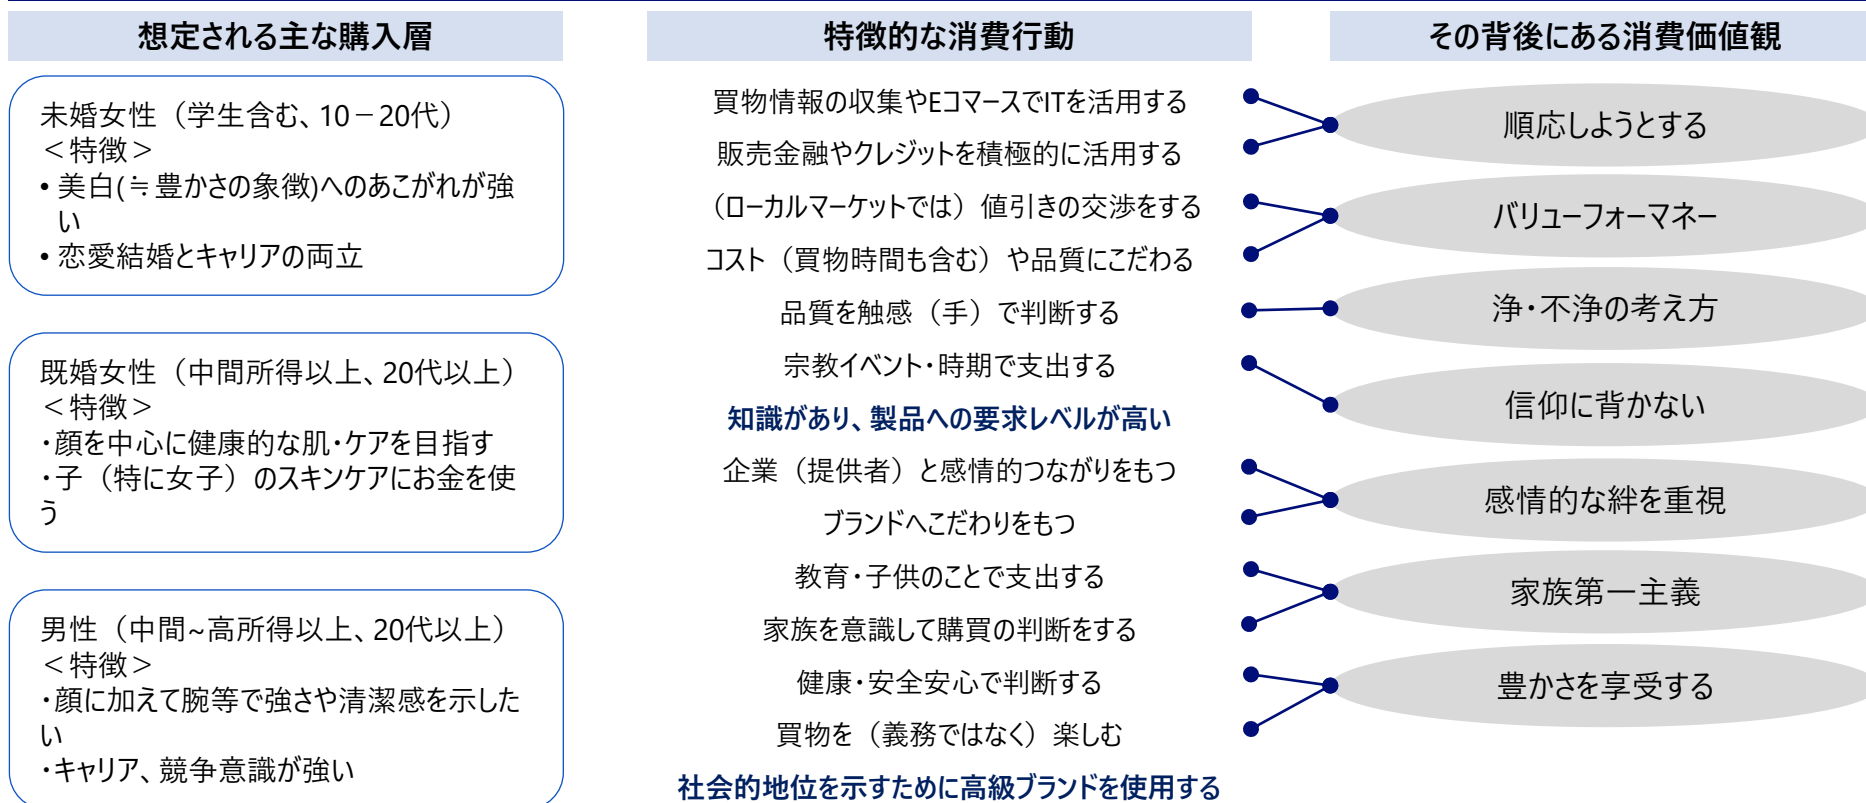 想定される主な購入層
未婚女性（学生含む、10－20代）
＜特徴＞
• 美白(≒豊かさの象徴)へのあこがれが強
い
• 恋愛結婚とキャリアの両立
既婚女性（中間所得以上、20代以上）
＜特徴＞
・顔を中心に健康的な肌・ケアを目指す
・子（特に女子）のスキンケアにお金を使
う
男性（中間~高所得以上、20代以上）
＜特徴＞
・顔に加えて腕等で強さや清潔感を示した
い
・キャリア、競争意識が強い
特徴的な消費行動
買物情報の収集やEコマースでITを活用する
販売金融やクレジットを積極的に活用する
（ローカルマーケットでは）値引きの交渉をする
コスト（買物時間も含む）や品質にこだわる
品質を触感（手）で判断する
宗教イベント・時期で支出する
知識があり、製品への要求レベルが高い
企業（提供者）と感情的つながりをもつ
ブランドへこだわりをもつ
教育・子供のことで支出する
家族を意識して購買の判断をする
健康・安全安心で判断する
買物を（義務ではなく）楽しむ
社会的地位を示すために高級ブランドを使用する
その背後にある消費価値観
順応しようとする
バリューフォーマネー
浄・不浄の考え方
信仰に背かない
感情的な絆を重視
家族第一主義
豊かさを享受する